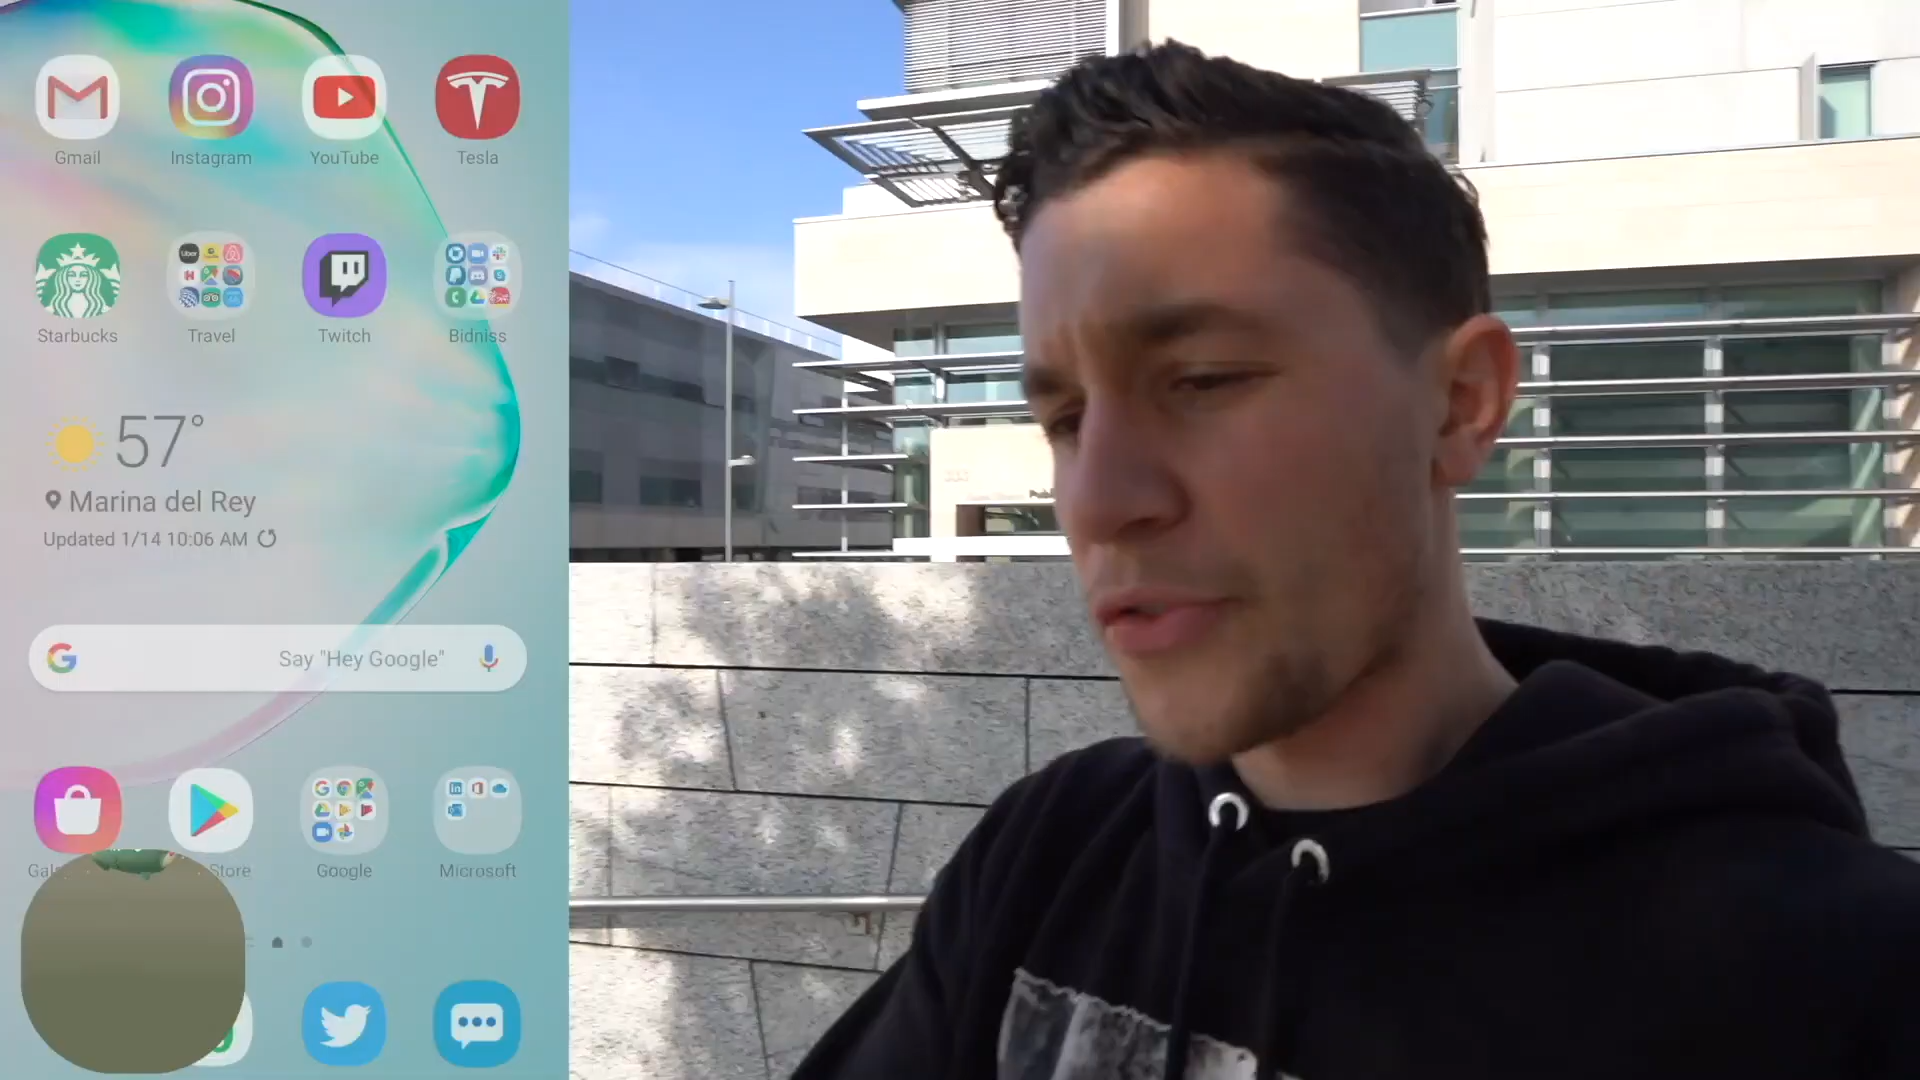 Gmail
Instagram
YouTube
Tesla
Starbucks
Travel
Twitch
Bidniss
57°
Marina del Rey
Updated 1/14 10:06 AM
Say "Hey Google"
Store
Google
Microsoft